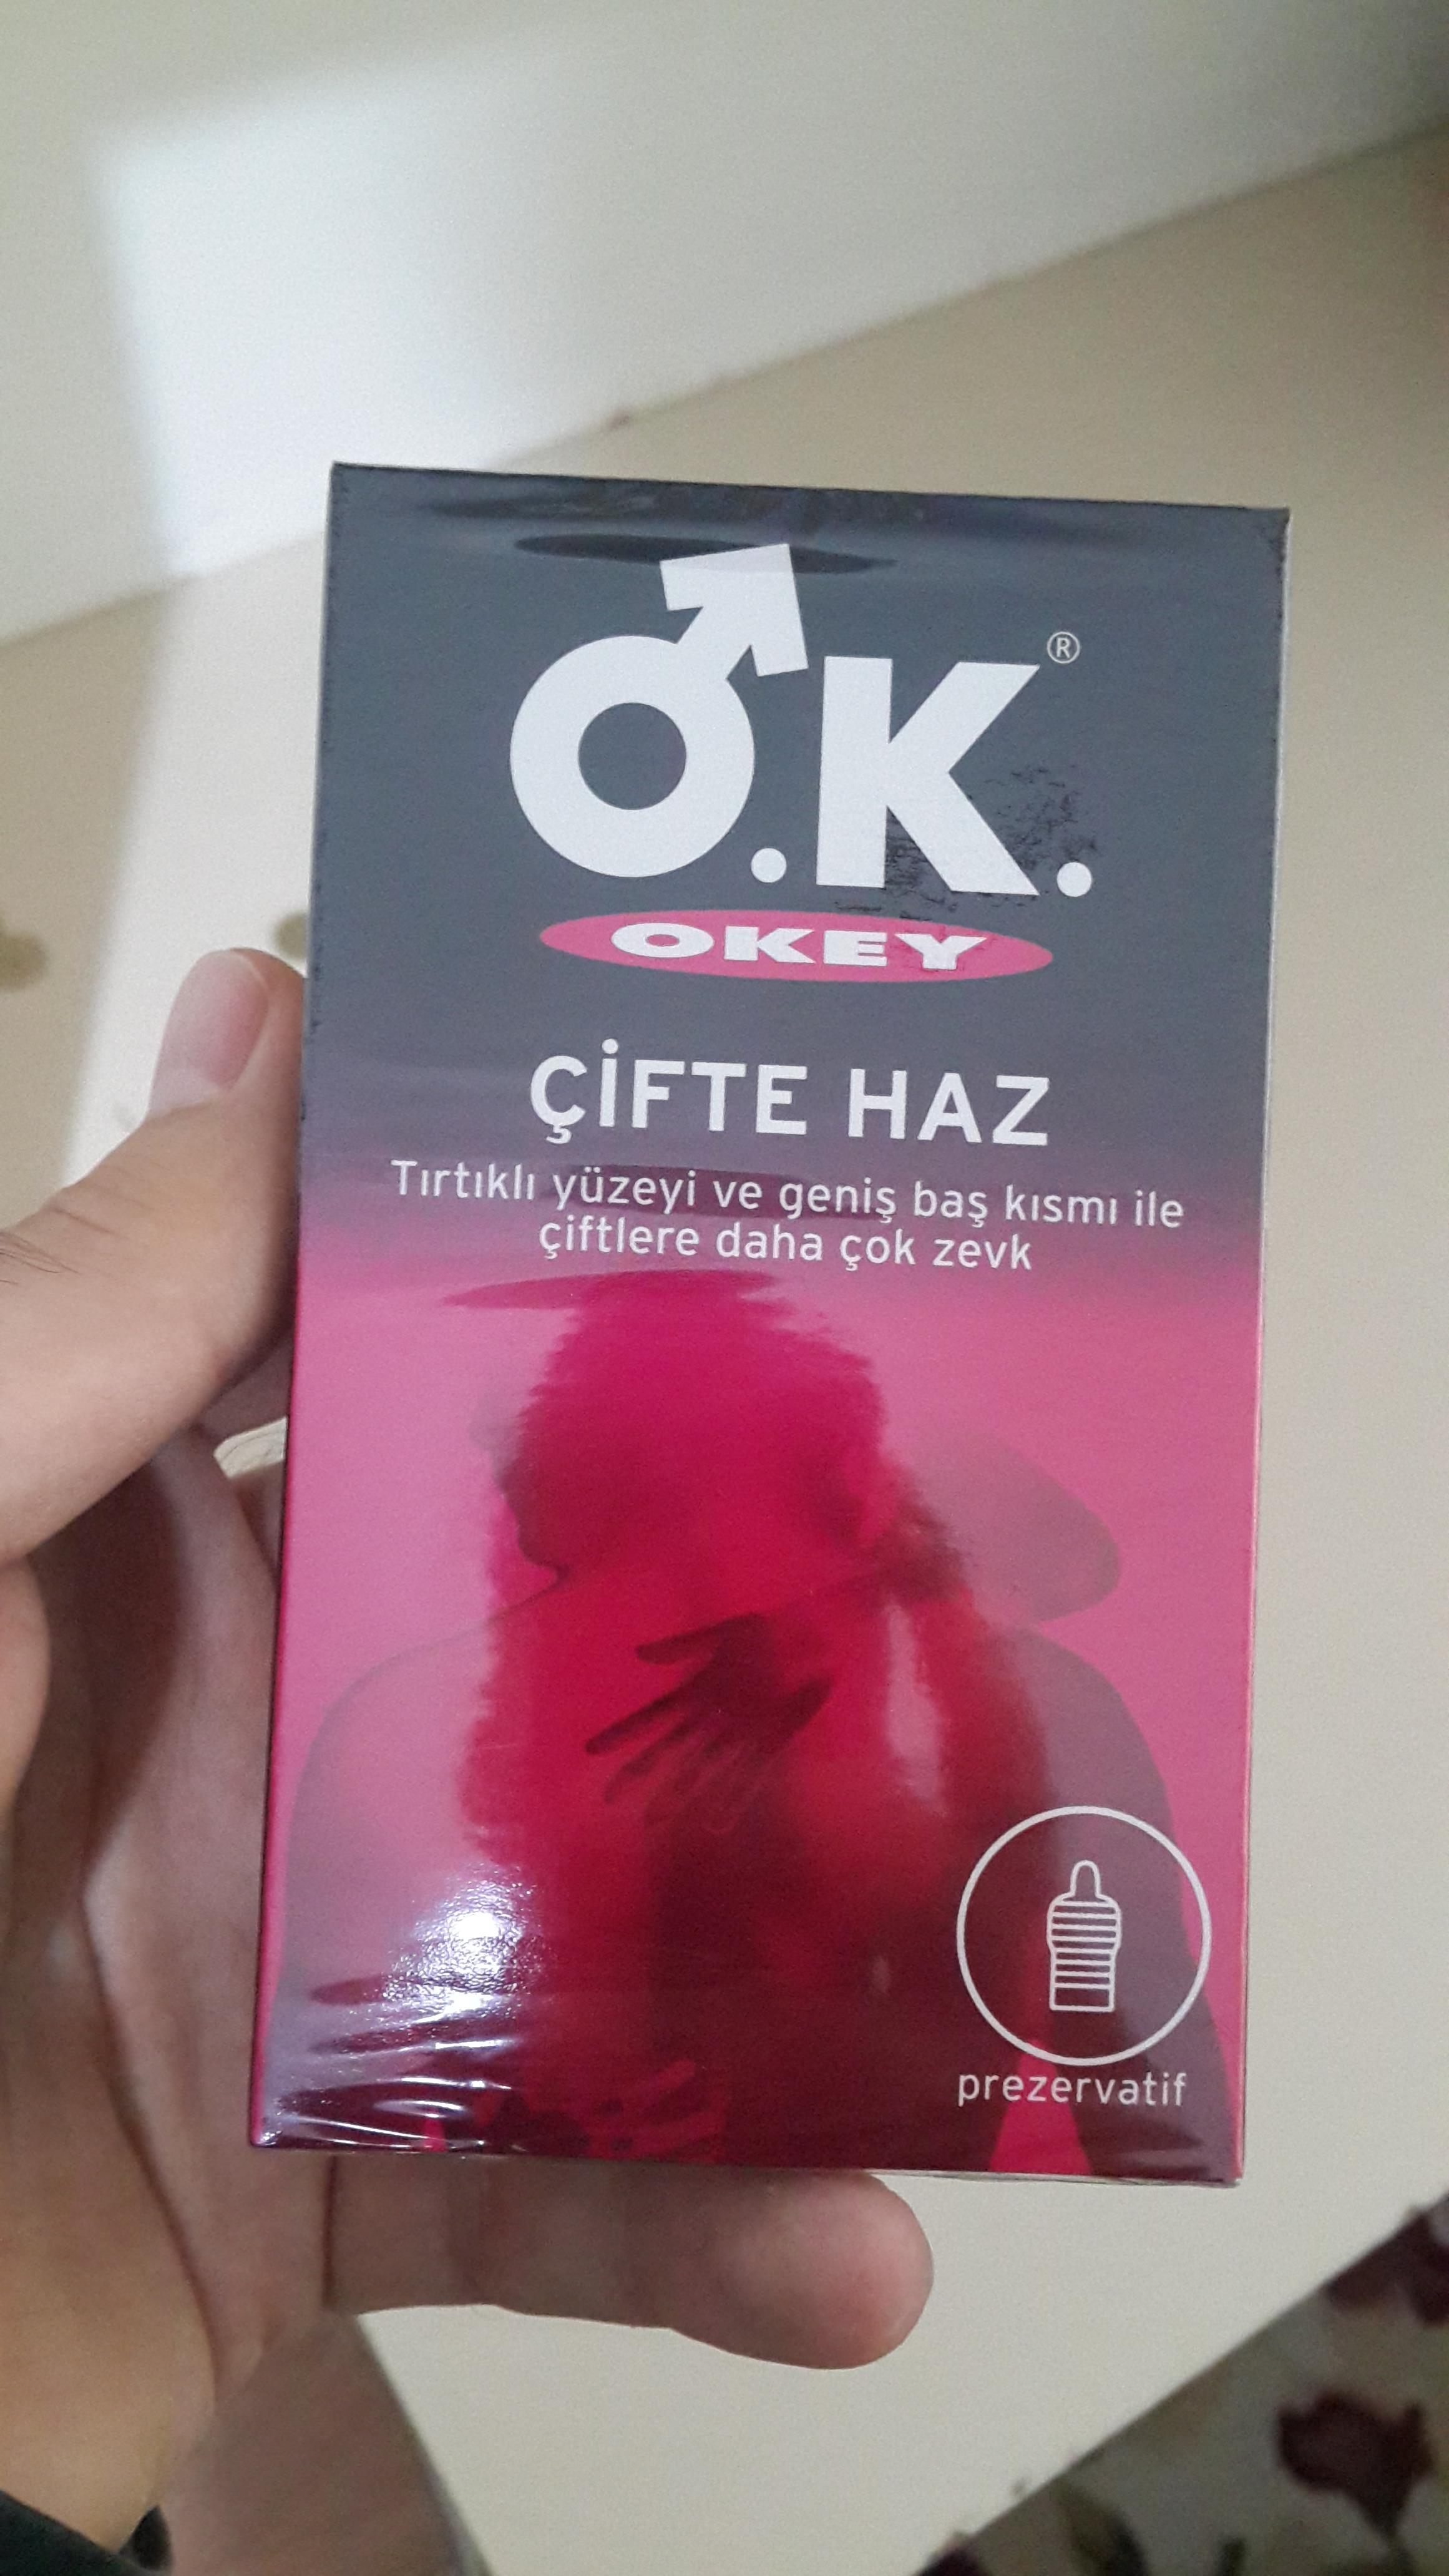 O.K.®
OKEY
ÇİFTE HAZ
Tırtıklı yüzeyi ve geniş baş kısmı ile
çiftlere daha çok zevk
prezervatif